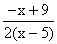 −x + 9
2(x − 5)